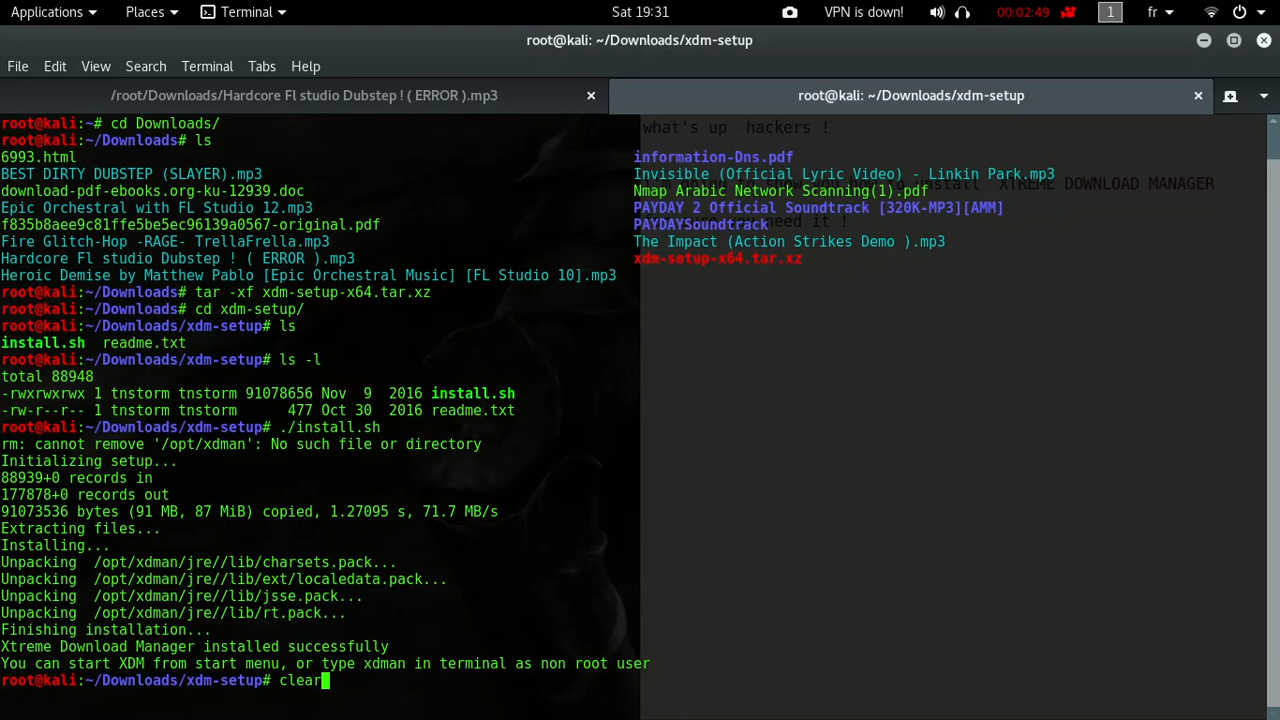 Applications Places Terminal Sat 19:31 VPN is down! 00:02:49 1 fr
root@kali: ~/Downloads/xdm-setup
File Edit View Search Terminal Tabs Help
/root/Downloads/Hardcore Fl studio Dubstep ! ( ERROR ).mp3 root@kali: ~/Downloads/xdm-setup
root@kali:~# cd Downloads/
what's up hackers !
root@kali:~/Downloads# ls
6993.html information-Dns.pdf
BEST DIRTY DUBSTEP (SLAYER).mp3 Invisible (Official Lyric Video) - Linkin Park.mp3
download-pdf-ebooks.org-ku-12939.doc Nmap Arabic Network Scanning(1).pdf
install XTREME DOWNLOAD MANAGER
Epic Orchestral with FL Studio 12.mp3 PAYDAY 2 Official Soundtrack [320K-MP3][AMM]
f835b8aee9c81ffe5be5ec96139a0567-original.pdf PAYDAYSoundtrack
need it !
Fire Glitch-Hop -RAGE- TrellaFrella.mp3 The Impact (Action Strikes Demo ).mp3
Hardcore Fl studio Dubstep ! ( ERROR ).mp3 xdm-setup-x64.tar.xz
Heroic Demise by Matthew Pablo [Epic Orchestral Music] [FL Studio 10].mp3
root@kali:~/Downloads# tar -xf xdm-setup-x64.tar.xz
root@kali:~/Downloads# cd xdm-setup/
root@kali:~/Downloads/xdm-setup# ls
install.sh readme.txt
root@kali:~/Downloads/xdm-setup# ls -l
total 88948
-rwxrwxrwx 1 tnstorm tnstorm 91078656 Nov 9 2016 install.sh
-rw-r--r-- 1 tnstorm tnstorm 477 Oct 30 2016 readme.txt
root@kali:~/Downloads/xdm-setup# ./install.sh
rm: cannot remove '/opt/xdman': No such file or directory
Initializing setup...
88939+0 records in
177878+0 records out
91073536 bytes (91 MB, 87 MiB) copied, 1.27095 s, 71.7 MB/s
Extracting files...
Installing...
Unpacking /opt/xdman/jre//lib/charsets.pack...
Unpacking /opt/xdman/jre//lib/ext/localedata.pack...
Unpacking /opt/xdman/jre//lib/jsse.pack...
Unpacking /opt/xdman/jre//lib/rt.pack...
Finishing installation...
Xtreme Download Manager installed successfully
You can start XDM from start menu, or type xdman in terminal as non root user
root@kali:~/Downloads/xdm-setup# clear